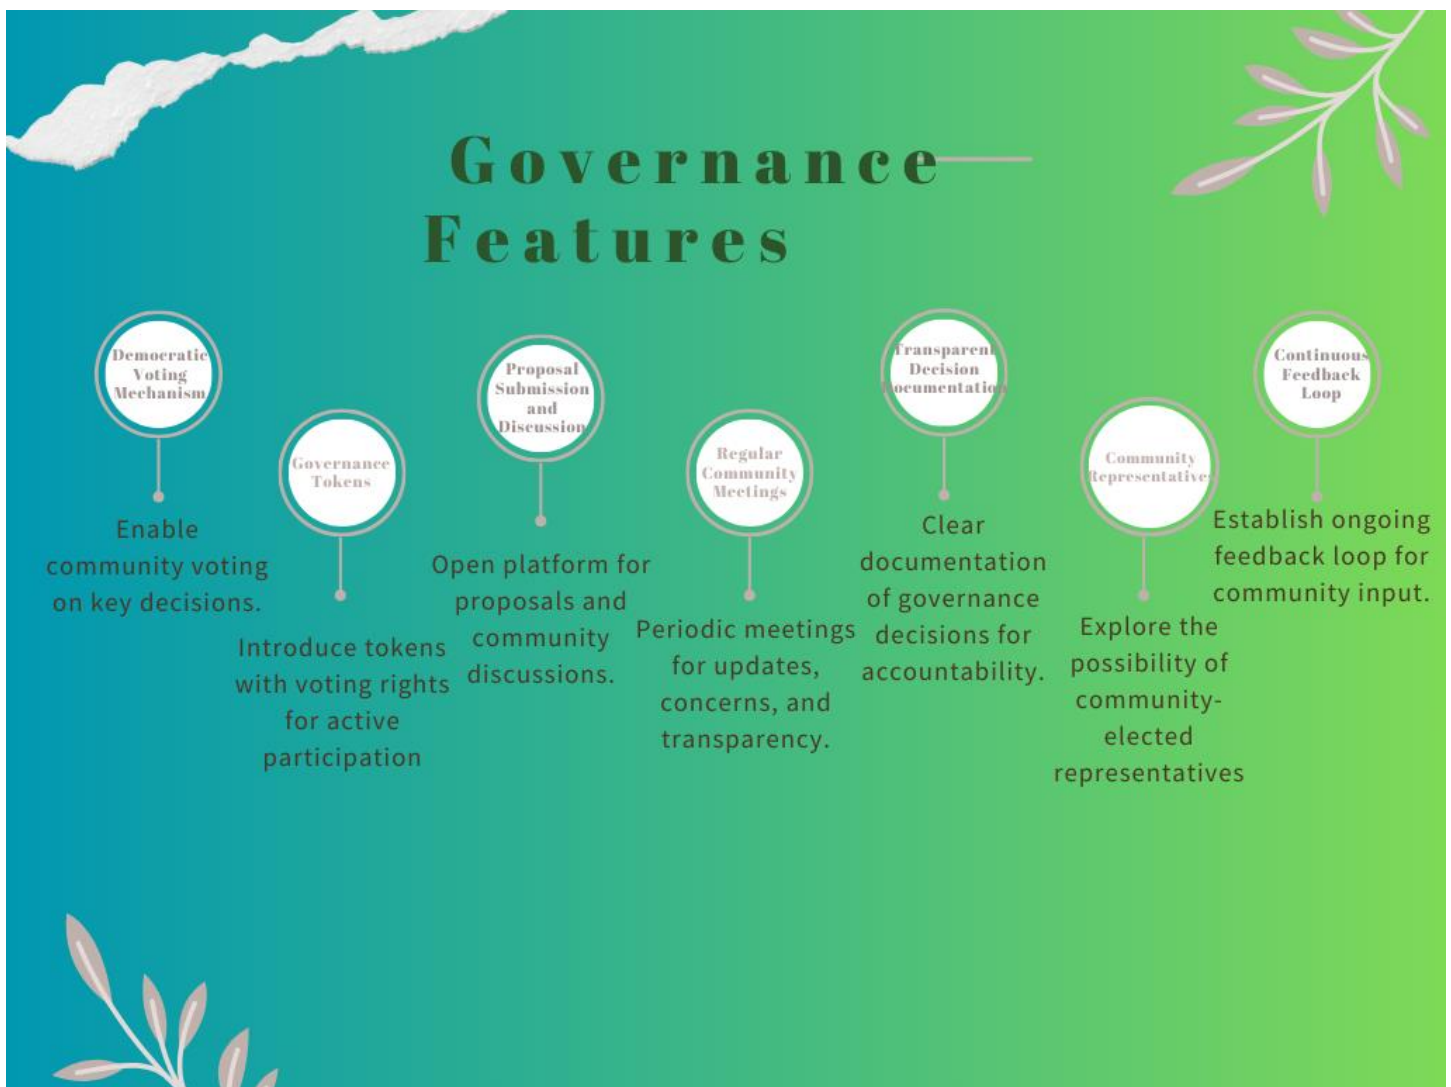 Governance
Features
Democratic
Voting
Mechanism
Enable
community voting
on key decisions.
Governance
Tokens
Introduce tokens
with voting rights
for active
participation
Proposal
Submission
and
Discussion
Open platform for
proposals and
community
discussions.
Regular
Community
Meetings
Periodic meetings
for updates,
concerns, and
transparency.
Transparent
Decision
Documentation
Clear
documentation
of governance
decisions for
accountability.
Community
Representatives
Explore the
possibility of
community-
elected
representatives
Continuous
Feedback
Loop
Establish ongoing
feedback loop for
community input.